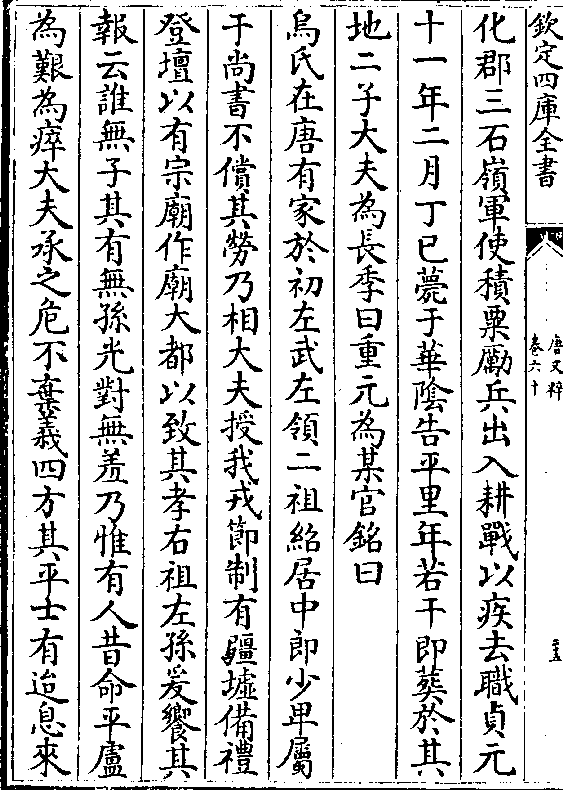 欽定四庫全書
唐文粹
卷六十
二五
化郡三石嶺軍使積粟勵兵出入耕戰以疾去職貞元
十一年二月丁巳薨于華陰告平里年若干即葬於其
地二子大夫為長季曰重元為某官銘曰
烏氏在唐有家於初左武左領二祖紹居中郎少卑屬
于尚書不償其勞乃相大夫授我戎節制有疆墟備禮
登壇以有宗廟作廟大都以致其孝右祖左孫爰饗其
報云誰無子其有無孫光對無羞乃惟有人昔命平盧
為艱為瘁大夫承之危不棄義四方其平士有迨息來